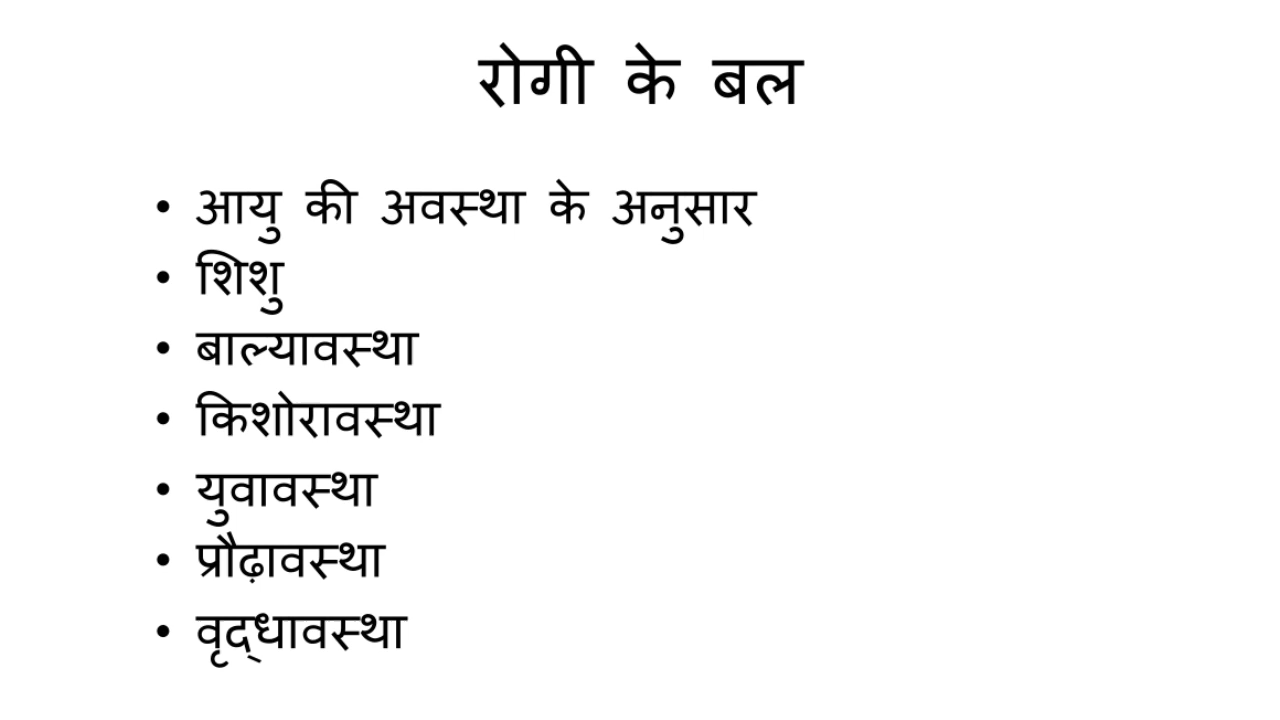 रोगी के बल
• आयु की अवस्था के अनुसार
• शिशु
• बाल्यावस्था
• किशोरावस्था
• युवावस्था
• प्रौढ़ावस्था
• वृद्धावस्था